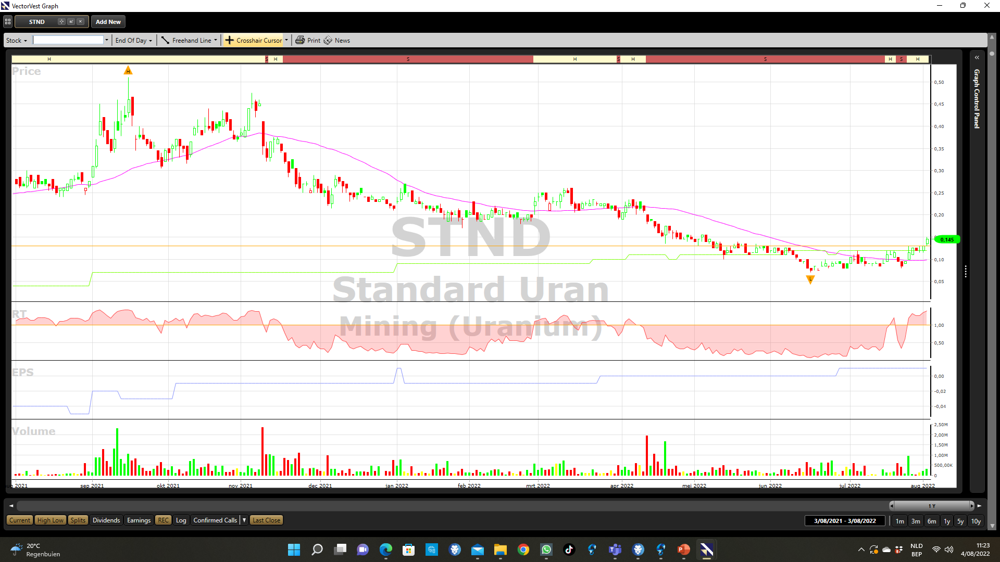 VectorVest Graph
STND
Add New
Stock
End Of Day
Freehand Line
Crosshair Cursor
Print
News
H S H S H S H S H S H
Price
H
0,50
0,45
0,40
0,35
0,30
0,25
0,20
0,145
0,10
0,05
L
STND
Standard Uran
Mining (Uranium)
RT
1,00
0,50
EPS
0,00
-0,02
-0,04
Volume
2,50M
2,00M
1,50M
1,00M
500,00K
0
ug 2021 sep 2021 okt 2021 nov 2021 dec 2021 jan 2022 feb 2022 mrt 2022 apr 2022 mei 2022 jun 2022 jul 2022 aug 2022
Graph Control Panel
1 Y
Current
High Low
Splits
Dividends
Earnings
REC
Log
Confirmed Calls
Last Close
3/08/2021 - 3/08/2022
1m
3m
6m
1y
5y
10y
20°C
Regenbuien
NLD
BEP
11:23
4/08/2022